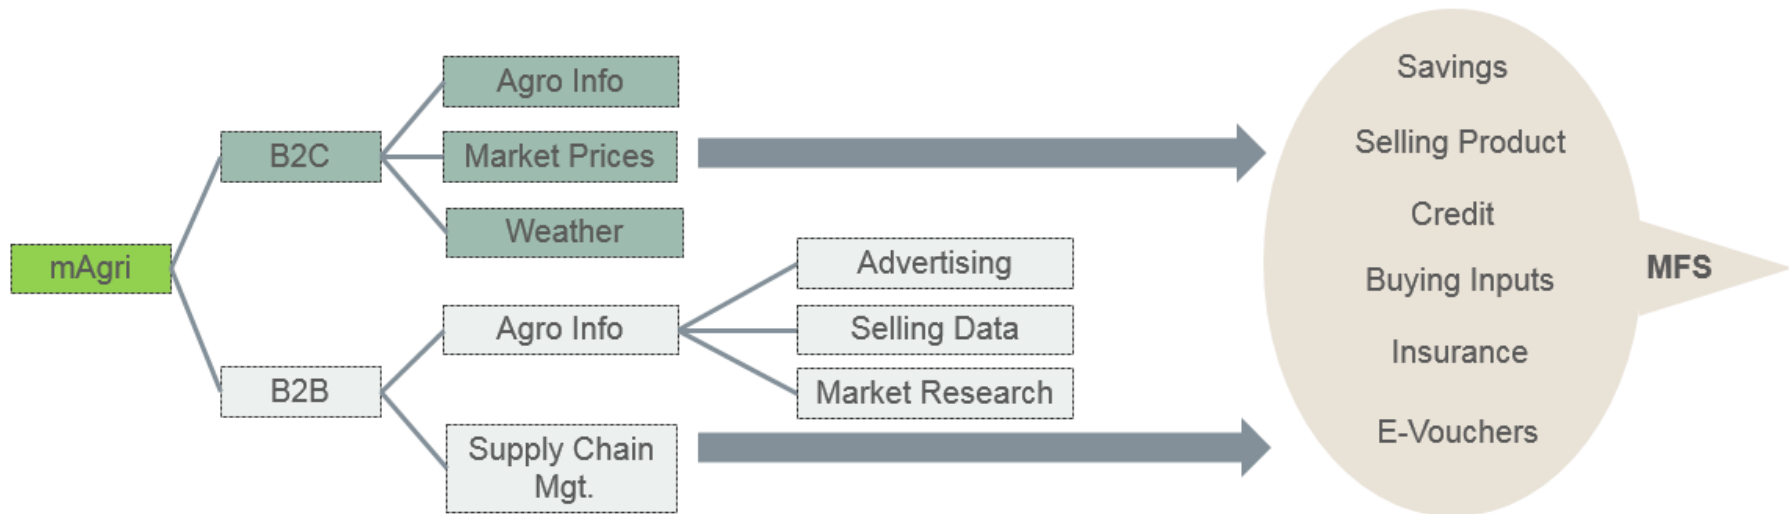 mAgri
B2C
Agro Info
Market Prices
Weather
B2B
Agro Info
Advertising
Selling Data
Market Research
Supply Chain
Mgt.
Savings
Selling Product
Credit
Buying Inputs
Insurance
E-Vouchers
MFS